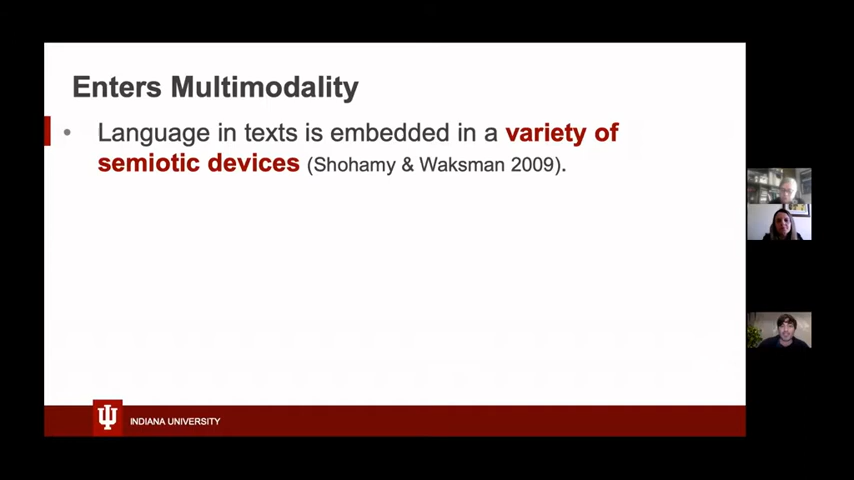 Enters Multimodality
• Language in texts is embedded in a variety of
semiotic devices (Shohamy & Waksman 2009).
INDIANA UNIVERSITY